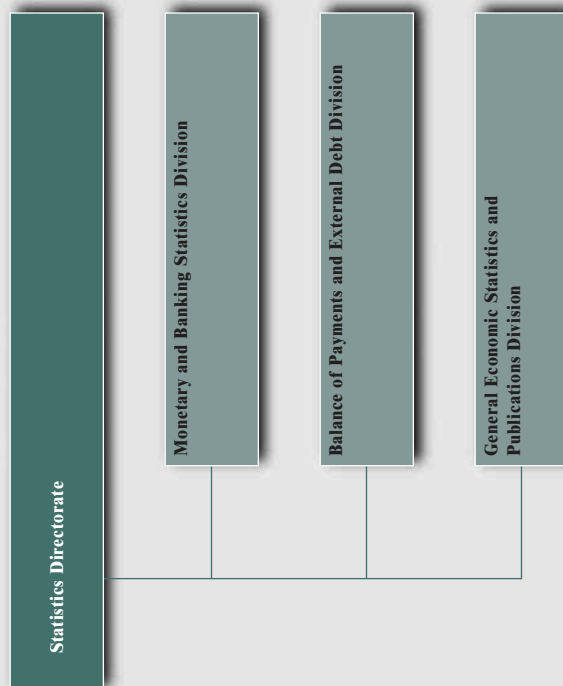 Statistics Directorate
Monetary and Banking Statistics Division
Balance of Payments and External Debt Division
General Economic Statistics and
Publications Division